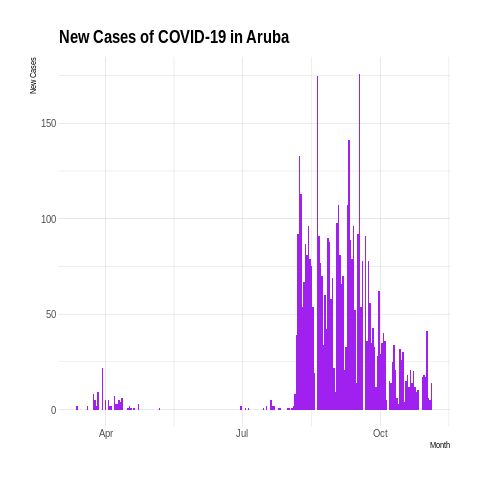 New Cases of COVID-19 in Aruba
New Cases
150
100
50
0
Apr
Jul
Oct
Month